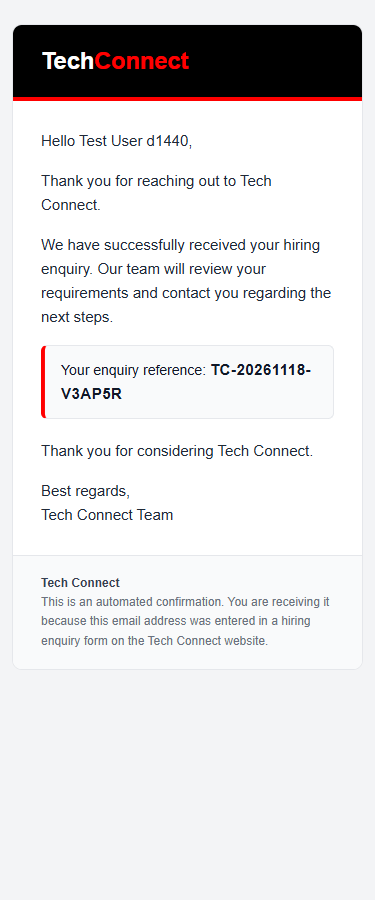 TechConnect
Hello Test User d1440,
Thank you for reaching out to Tech
Connect.
We have successfully received your hiring
enquiry. Our team will review your
requirements and contact you regarding the
next steps.
Your enquiry reference: TC-20261118-
V3AP5R
Thank you for considering Tech Connect.
Best regards,
Tech Connect Team
Tech Connect
This is an automated confirmation. You are receiving it
because this email address was entered in a hiring
enquiry form on the Tech Connect website.